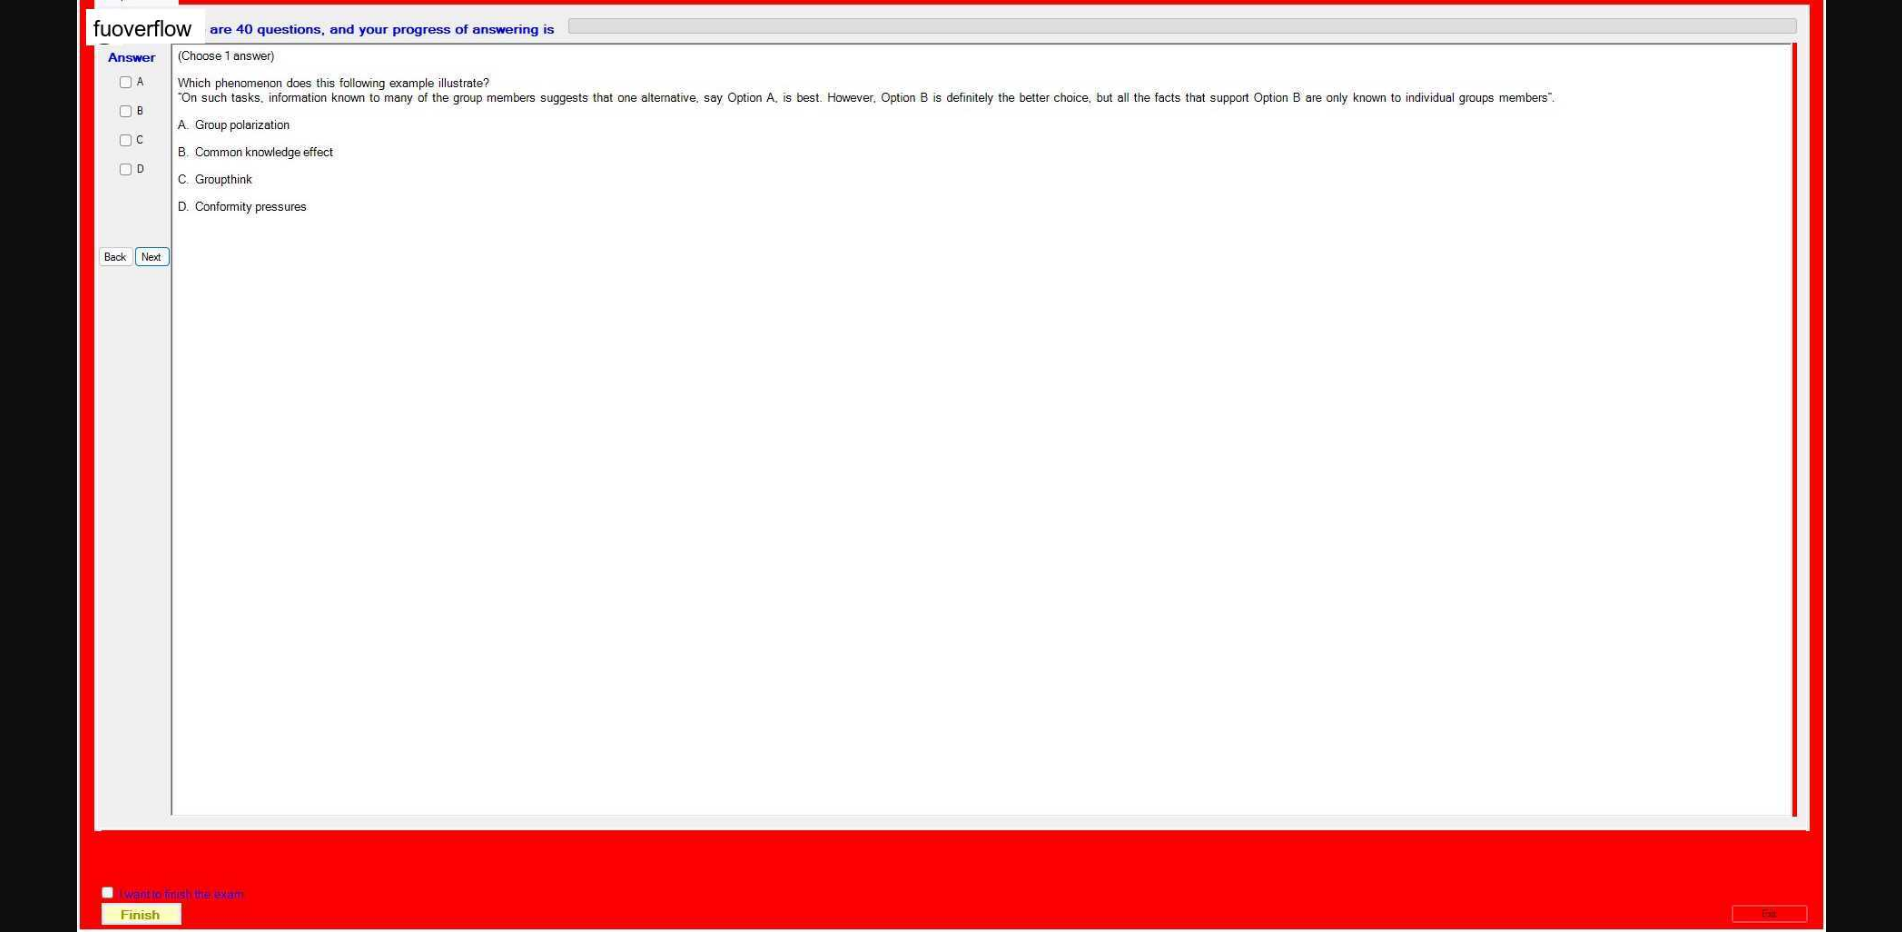 fuoverflow are 40 questions, and your progress of answering is
Answer
A
B
C
D
Back Next
(Choose 1 answer)
Which phenomenon does this following example illustrate?
"On such tasks, information known to many of the group members suggests that one alternative, say Option A, is best. However, Option B is definitely the better choice, but all the facts that support Option B are only known to individual groups members".
A. Group polarization
B. Common knowledge effect
C. Groupthink
D. Conformity pressures
I want to finish the exam
Finish
Exit